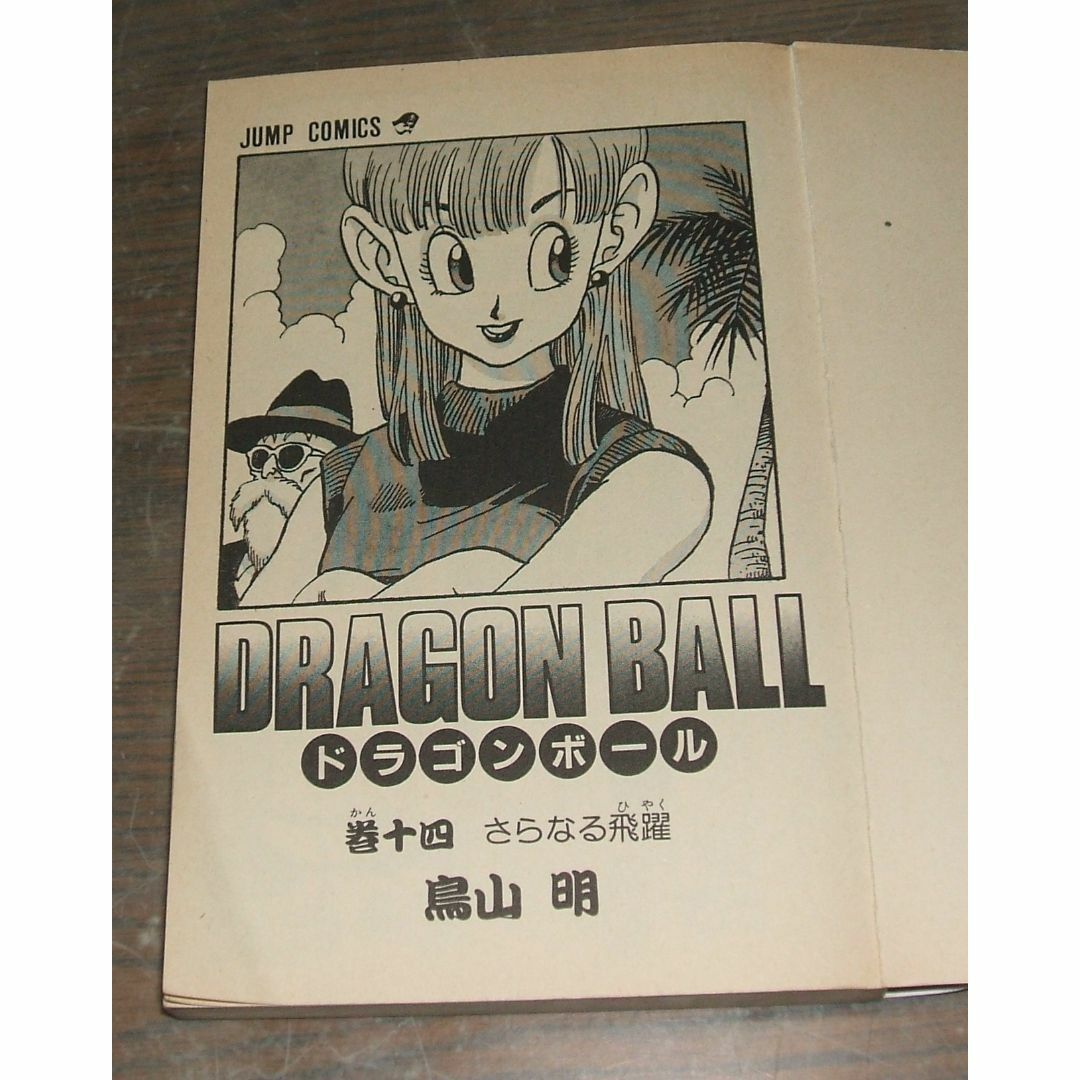 JUMP COMICS
DRAGON BALL
ドラゴンボール
かん ひやく
巻十四 さらなる飛躍
鳥山 明